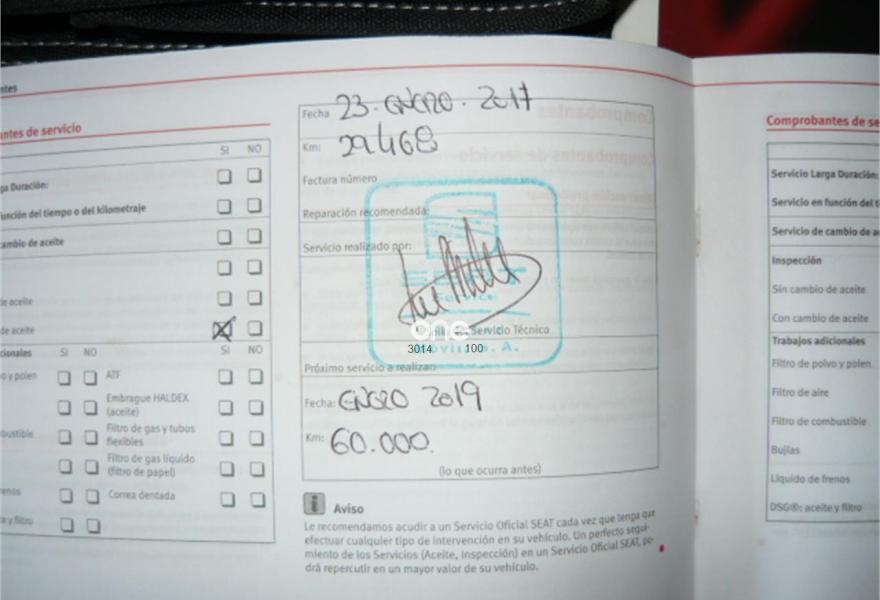 ntes
antes de servicio
SI NO
ga Duración:
función del tiempo o del kilometraje
cambio de aceite
de aceite
de aceite
cionales SI NO SI NO
o y polen ATF
Embrague HALDEX
(aceite)
bustible Filtro de gas y tubos
flexibles
Filtro de gas líquido
(filtro de papel)
renos Correa dentada
te y filtro
Fecha 23 - ENERO - 2017
Km: 29468
Factura número
Reparación recomendada:
Servicio realizado por:
Service
one
Servicio Técnico
3014 100
S.A.
Próximo servicio a realizar:
Fecha: ENERO 2019
Km: 60.000.
(lo que ocurra antes)
i Aviso
Le recomendamos acudir a un Servicio Oficial SEAT cada vez que tenga que
efectuar cualquier tipo de intervención en su vehículo. Un perfecto segui-
miento de los Servicios (Aceite, Inspección) en un Servicio Oficial SEAT, po-
drá repercutir en un mayor valor de su vehículo.
Comprobantes de se
Servicio Larga Duración:
Servicio en función del t
Servicio de cambio de a
Inspección
Sin cambio de aceite
Con cambio de aceite
Trabajos adicionales
Filtro de polvo y polen
Filtro de aire
Filtro de combustible
Bujías
Líquido de frenos
DSG®: aceite y filtro